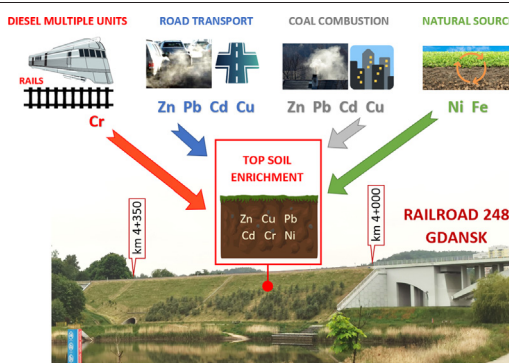 DIESEL MULTIPLE UNITS
ROAD TRANSPORT
COAL COMBUSTION
NATURAL SOURC
RAILS
Zn Pb Cd Cu
Zn Pb Cd Cu
Ni Fe
Cr
TOP SOIL
ENRICHMENT
Zn Cu Pb
Cd Cr Ni
km 4+350
km 4+000
RAILROAD 248
GDANSK